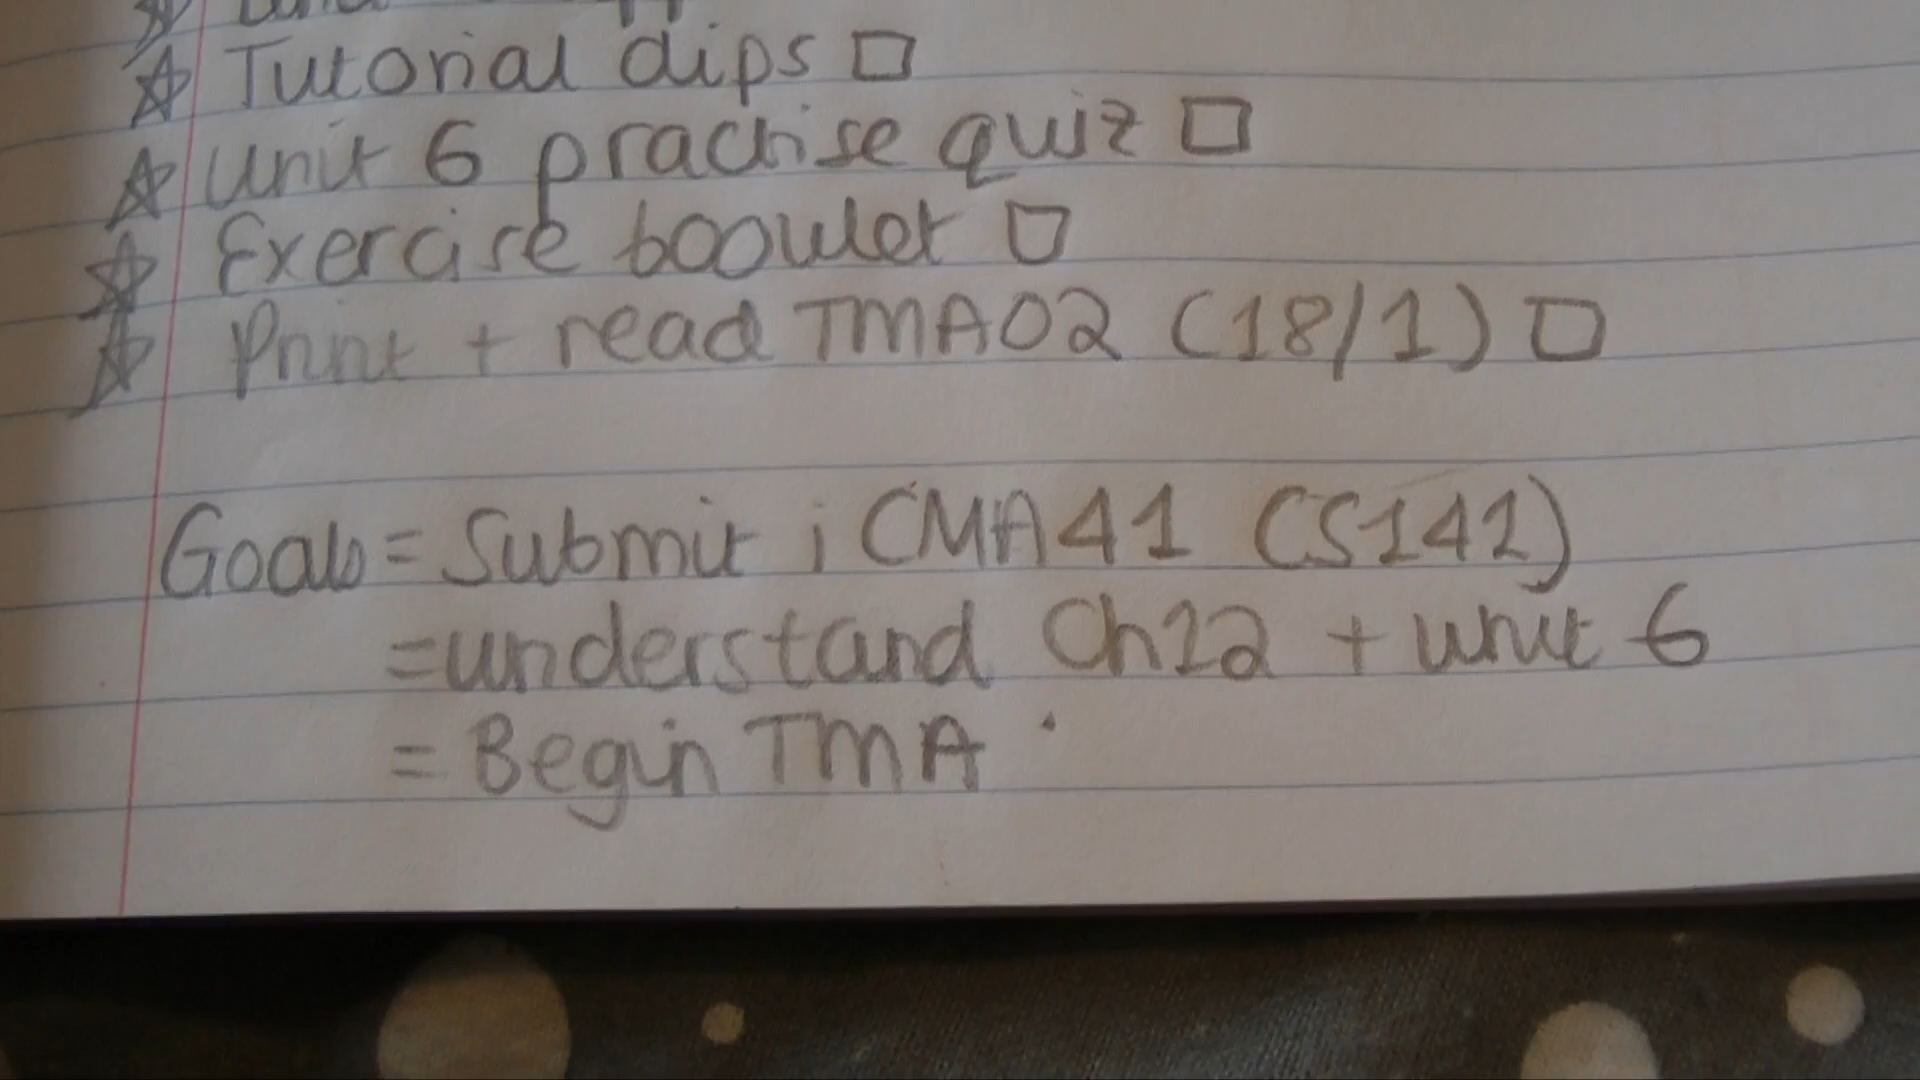 ☆ Tutorial clips □
☆ Unit 6 practise quiz □
☆ Exercise booklet □
☆ Print + read TMA02 (18/1) □
Goals = Submit iCMA41 (S141)
= understand Ch12 + unit 6
= Begin TMA